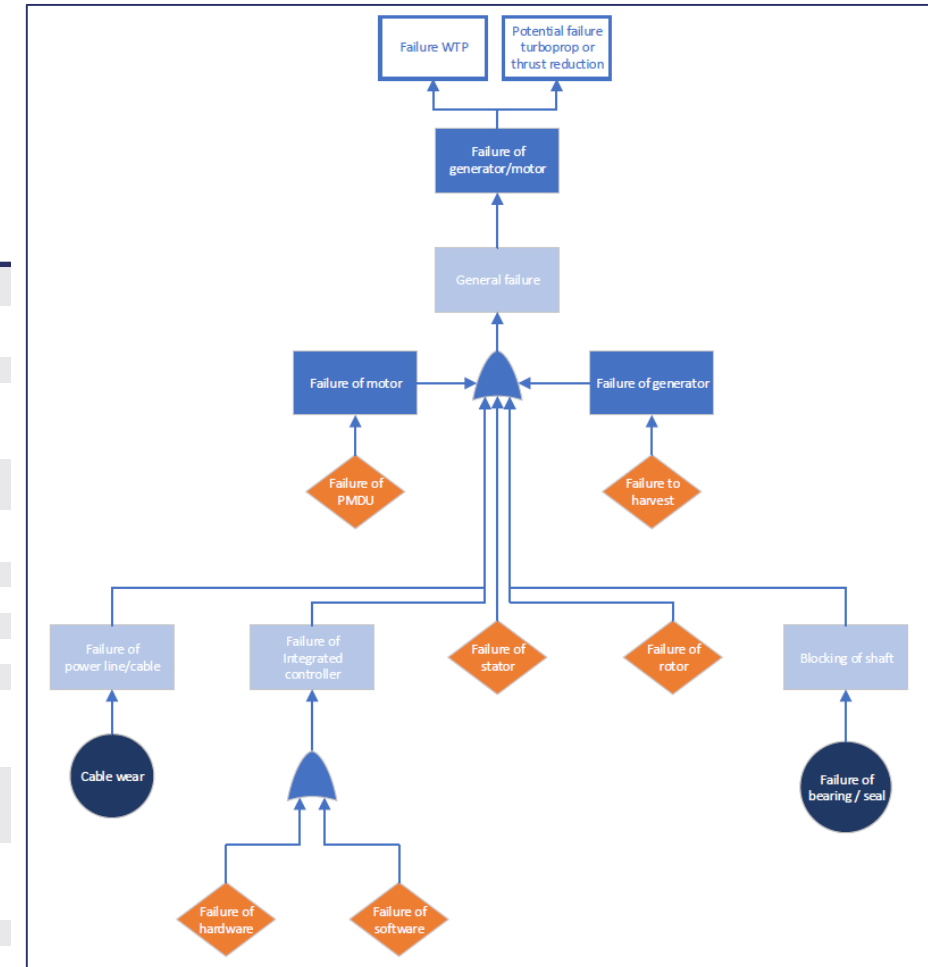 Failure WTP
Potential failure
turboprop or
thrust reduction
Failure of
generator/motor
General failure
Failure of motor
Failure of generator
Failure of
PMDU
Failure to
harvest
Failure of
power line/cable
Failure of
Integrated
controller
Failure of
stator
Failure of
rotor
Blocking of shaft
Cable wear
Failure of
bearing / seal
Failure of
hardware
Failure of
software